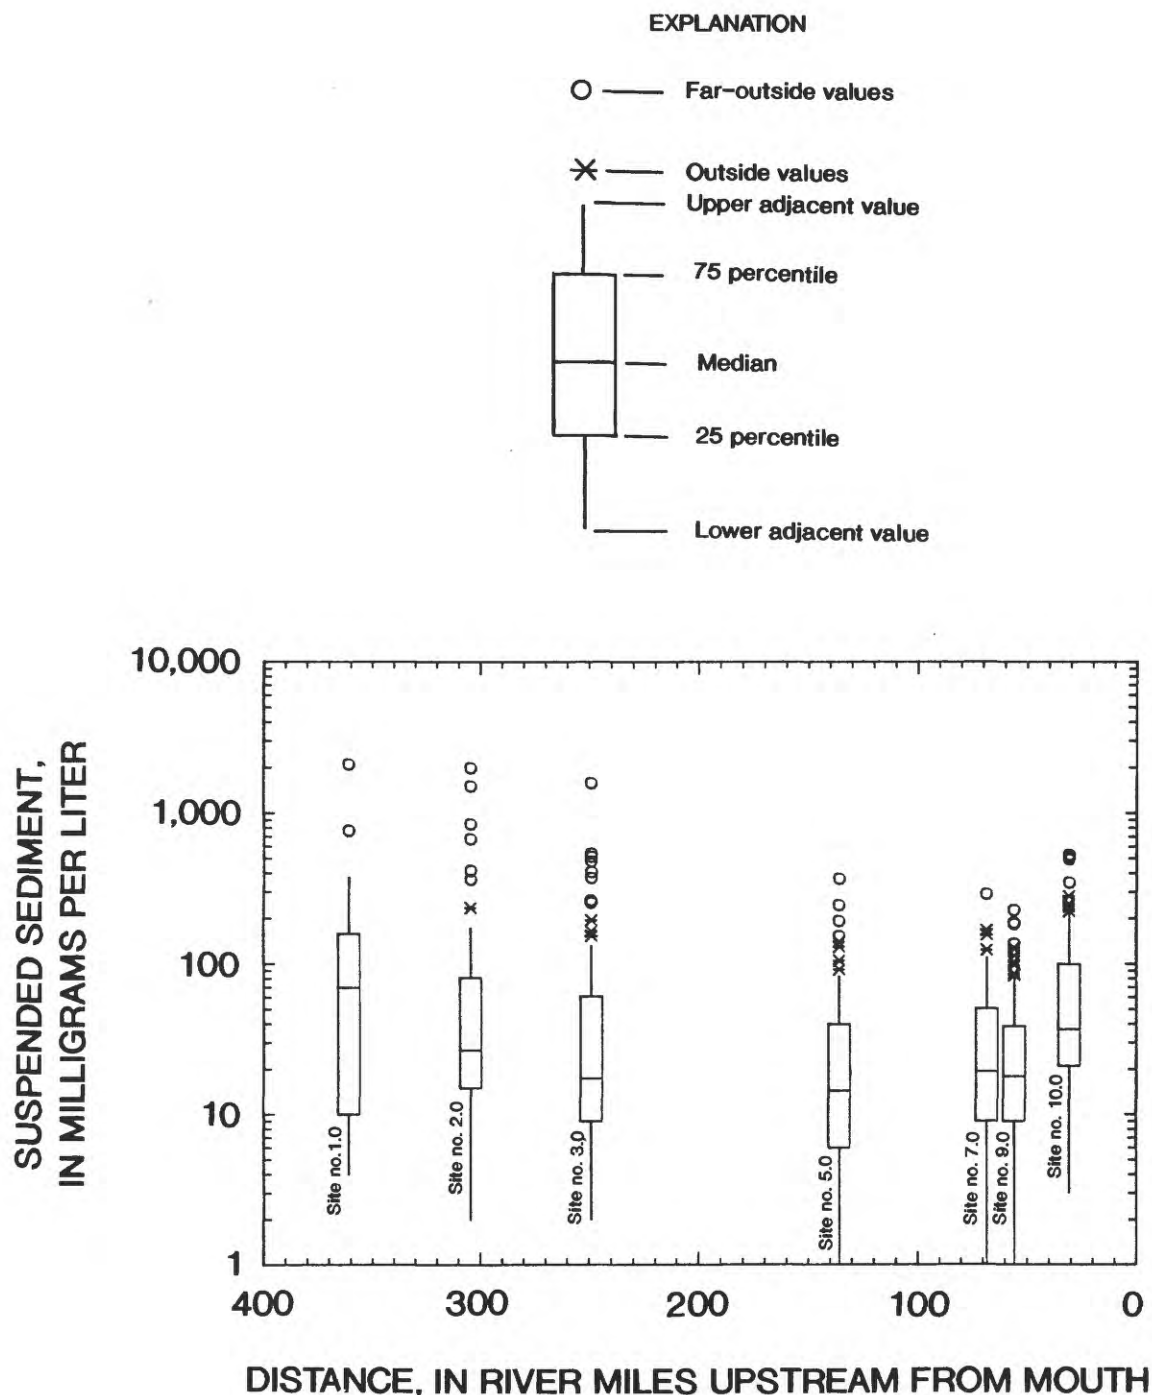 EXPLANATION
Far-outside values
Outside values
Upper adjacent value
75 percentile
Median
25 percentile
Lower adjacent value
SUSPENDED SEDIMENT,
IN MILLIGRAMS PER LITER
10,000
1,000
100
10
1
Site no. 1.0
Site no. 2.0
Site no. 3.0
Site no. 5.0
Site no. 7.0
Site no. 9.0
Site no. 10.0
400
300
200
100
0
DISTANCE, IN RIVER MILES UPSTREAM FROM MOUTH